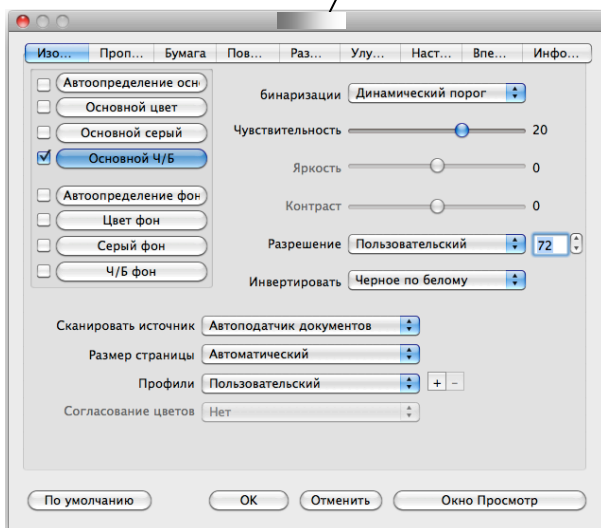 Изо... Проп... Бумага Пов... Раз... Улу... Наст... Впе... Инфо...
Автоопределение осн
Основной цвет
Основной серый
Основной Ч/Б
Автоопределение фон
Цвет фон
Серый фон
Ч/Б фон
бинаризации Динамический порог
Чувствительность 20
Яркость 0
Контраст 0
Разрешение Пользовательский 72
Инвертировать Черное по белому
Сканировать источник Автоподатчик документов
Размер страницы Автоматический
Профили Пользовательский + -
Согласование цветов Нет
По умолчанию OK Отменить Окно Просмотр